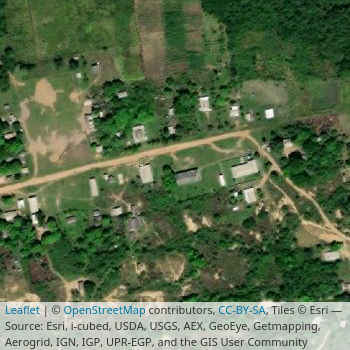 Leaflet | © OpenStreetMap contributors, CC-BY-SA, Tiles © Esri —
Source: Esri, i-cubed, USDA, USGS, AEX, GeoEye, Getmapping,
Aerogrid, IGN, IGP, UPR-EGP, and the GIS User Community